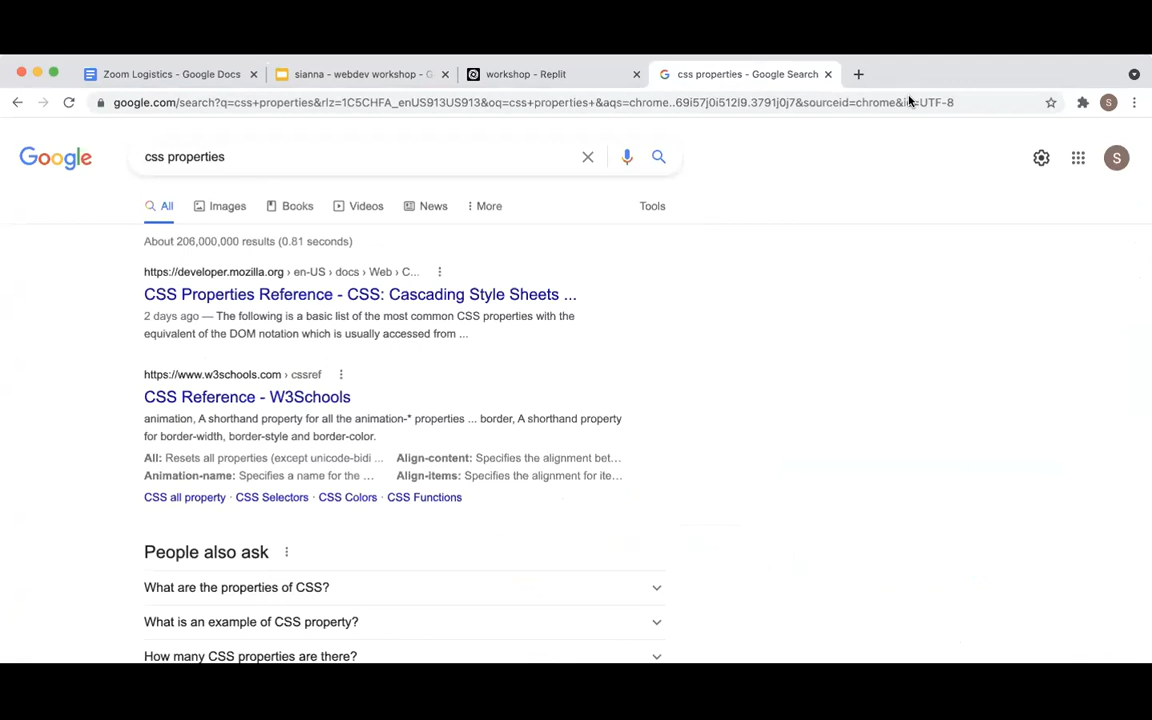 Zoom Logistics - Google Docs
sianna - webdev workshop - G
workshop - Replit
css properties - Google Search
google.com/search?q=css+properties&rlz=1C5CHFA_enUS913US913&oq=css+properties+&aqs=chrome..69i57j0i512l9.3791j0j7&sourceid=chrome&ie=UTF-8
S
Google
css properties
S
All
Images
Books
Videos
News
More
Tools
About 206,000,000 results (0.81 seconds)
https://developer.mozilla.org › en-US › docs › Web › C...
CSS Properties Reference - CSS: Cascading Style Sheets ...
2 days ago — The following is a basic list of the most common CSS properties with the
equivalent of the DOM notation which is usually accessed from ...
https://www.w3schools.com › cssref
CSS Reference - W3Schools
animation, A shorthand property for all the animation-* properties ... border, A shorthand property
for border-width, border-style and border-color.
All: Resets all properties (except unicode-bidi ... Align-content: Specifies the alignment bet...
Animation-name: Specifies a name for the ... Align-items: Specifies the alignment for ite...
CSS all property · CSS Selectors · CSS Colors · CSS Functions
People also ask
What are the properties of CSS?
What is an example of CSS property?
How many CSS properties are there?